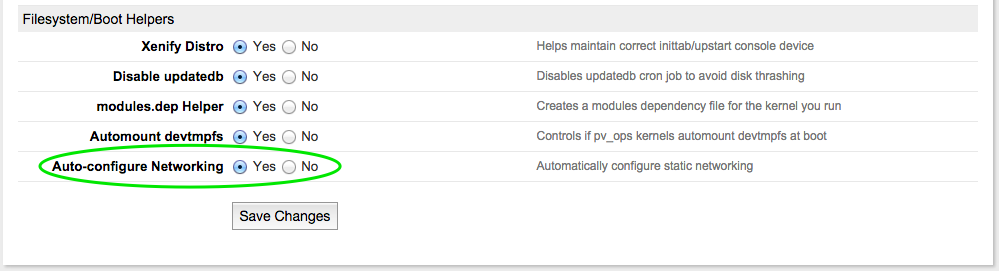 Filesystem/Boot Helpers
Xenify Distro Yes No Helps maintain correct inittab/upstart console device
Disable updatedb Yes No Disables updatedb cron job to avoid disk thrashing
modules.dep Helper Yes No Creates a modules dependency file for the kernel you run
Automount devtmpfs Yes No Controls if pv_ops kernels automount devtmpfs at boot
Auto-configure Networking Yes No Automatically configure static networking
Save Changes